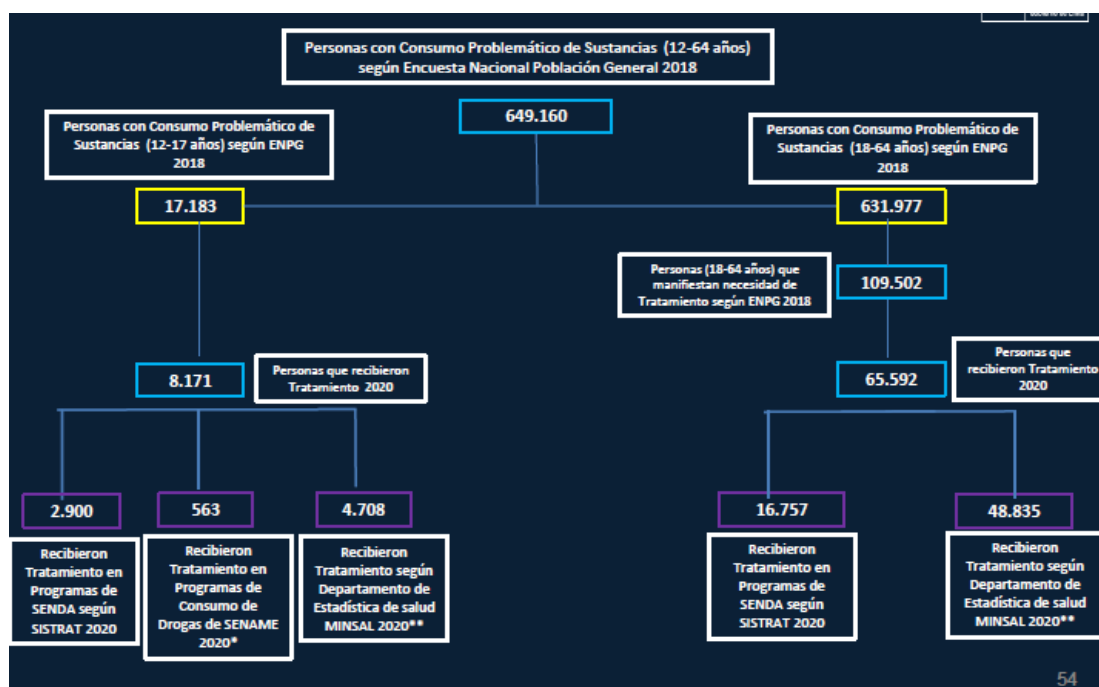 Personas con Consumo Problemático de Sustancias (12-64 años)
según Encuesta Nacional Población General 2018
649.160
Personas con Consumo Problemático de
Sustancias (12-17 años) según ENPG
2018
17.183
Personas con Consumo Problemático de
Sustancias (18-64 años) según ENPG
2018
631.977
Personas (18-64 años) que
manifiestan necesidad de
Tratamiento según ENPG 2018
109.502
8.171
Personas que recibieron
Tratamiento 2020
65.592
Personas que
recibieron Tratamiento
2020
2.900
563
4.708
16.757
48.835
Recibieron
Tratamiento en
Programas de
SENDA según
SISTRAT 2020
Recibieron
Tratamiento en
Programas de
Consumo de
Drogas de SENAME
2020*
Recibieron
Tratamiento según
Departamento de
Estadística de salud
MINSAL 2020**
Recibieron
Tratamiento en
Programas de
SENDA según
SISTRAT 2020
Recibieron
Tratamiento según
Departamento de
Estadística de salud
MINSAL 2020**
54